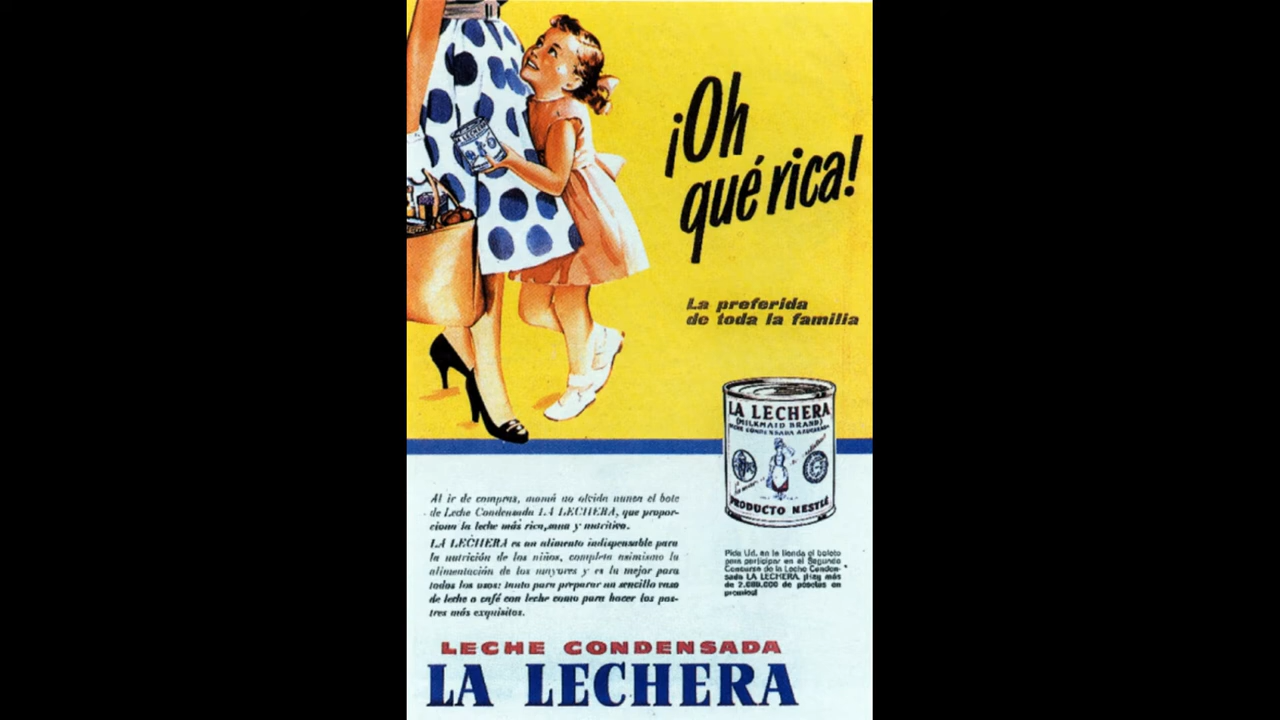 ¡Oh
qué rica!
La preferida
de toda la familia
LA LECHERA
LA LECHERA
(MILKMAID BRAND)
LECHE CONDENSADA AZUCARADA
PRODUCTO NESTLÉ
Al ir de compras, mamá no olvida nunca el bote
de Leche Condensada LA LECHERA, que propor-
ciona la leche más rica, sana y nutritiva.
LA LECHERA es un alimento indispensable para
la nutrición de los niños, completa asimismo la
alimentación de los mayores y es la mejor para
todos los usos: tanto para preparar un sencillo vaso
de leche o café con leche como para hacer los pos-
tres más exquisitos.
Pida Ud. en la tienda el boleto
para participar en el Segundo
Concurso de la Leche Conden-
sada LA LECHERA. ¡Hay más
de 2.000.000 de pesetas en
premios!
LECHE CONDENSADA
LA LECHERA